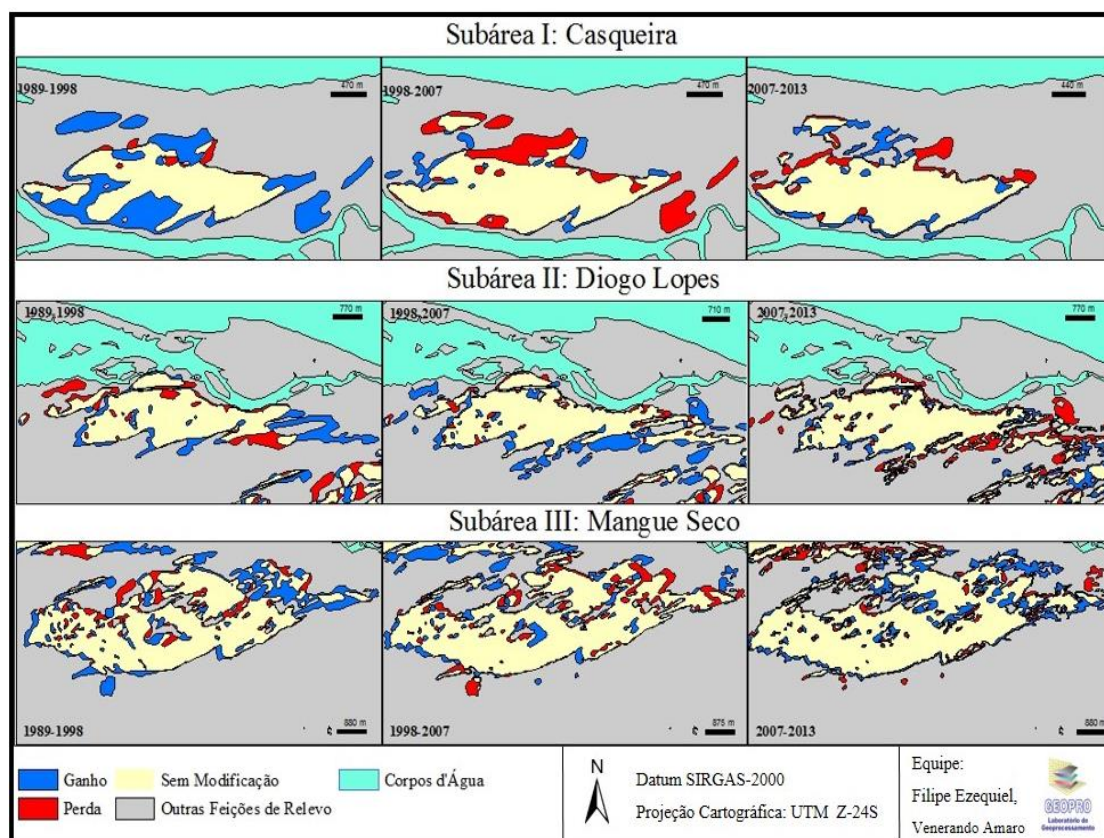 Subárea I: Casqueira
1989-1998
470 m
1998-2007
470 m
2007-2013
440 m
Subárea II: Diogo Lopes
1989-1998
770 m
1998-2007
710 m
2007-2013
770 m
Subárea III: Mangue Seco
1989-1998
880 m
1998-2007
875 m
2007-2013
880 m
Ganho
Sem Modificação
Corpos d'Água
Perda
Outras Feições de Relevo
N
Datum SIRGAS-2000
Projeção Cartográfica: UTM Z-24S
Equipe:
Filipe Ezequiel,
Venerando Amaro
GEOPRO
Laboratório de
Geoprocessamento